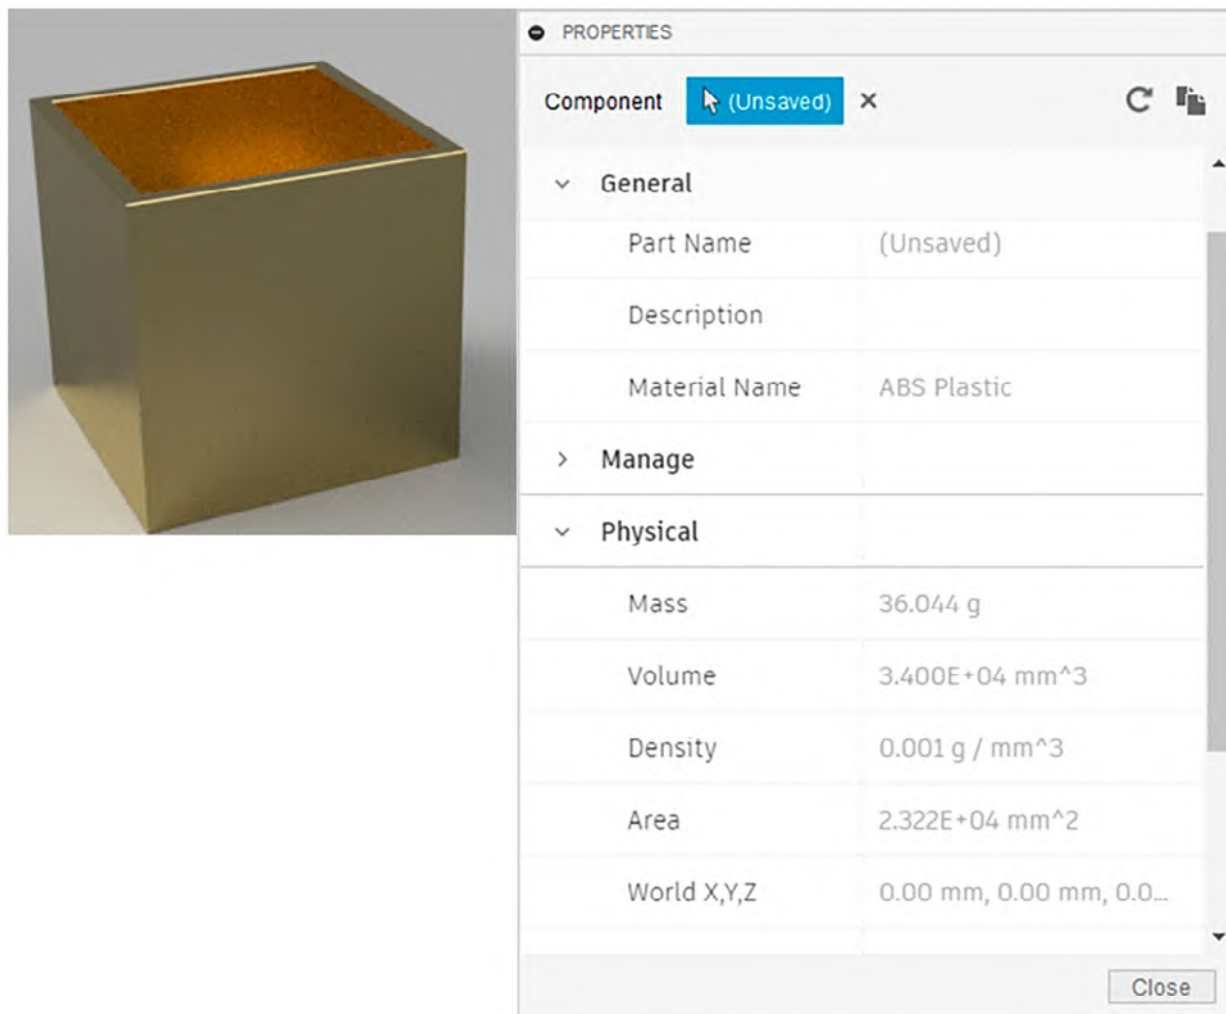 PROPERTIES
Component (Unsaved)
General
Part Name (Unsaved)
Description
Material Name ABS Plastic
Manage
Physical
Mass 36.044 g
Volume 3.400E+04 mm^3
Density 0.001 g / mm^3
Area 2.322E+04 mm^2
World X,Y,Z 0.00 mm, 0.00 mm, 0.0...
Close